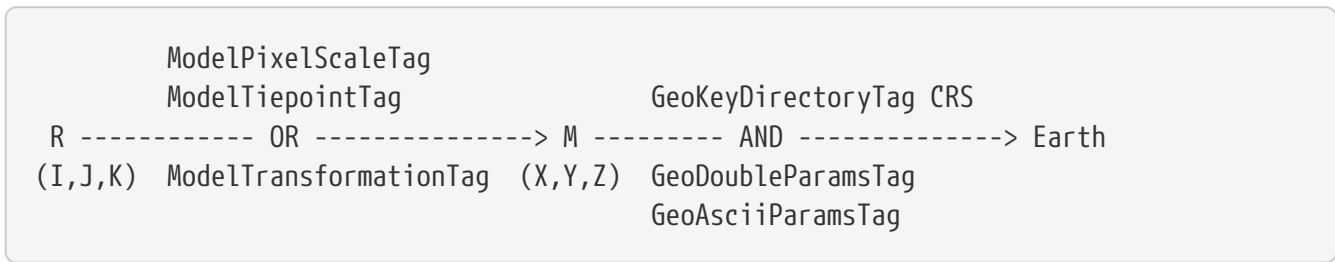 ModelPixelScaleTag
ModelTiepointTag GeoKeyDirectoryTag CRS
R ------------ OR ---------------> M --------- AND --------------> Earth
(I,J,K) ModelTransformationTag (X,Y,Z) GeoDoubleParamsTag
GeoAsciiParamsTag